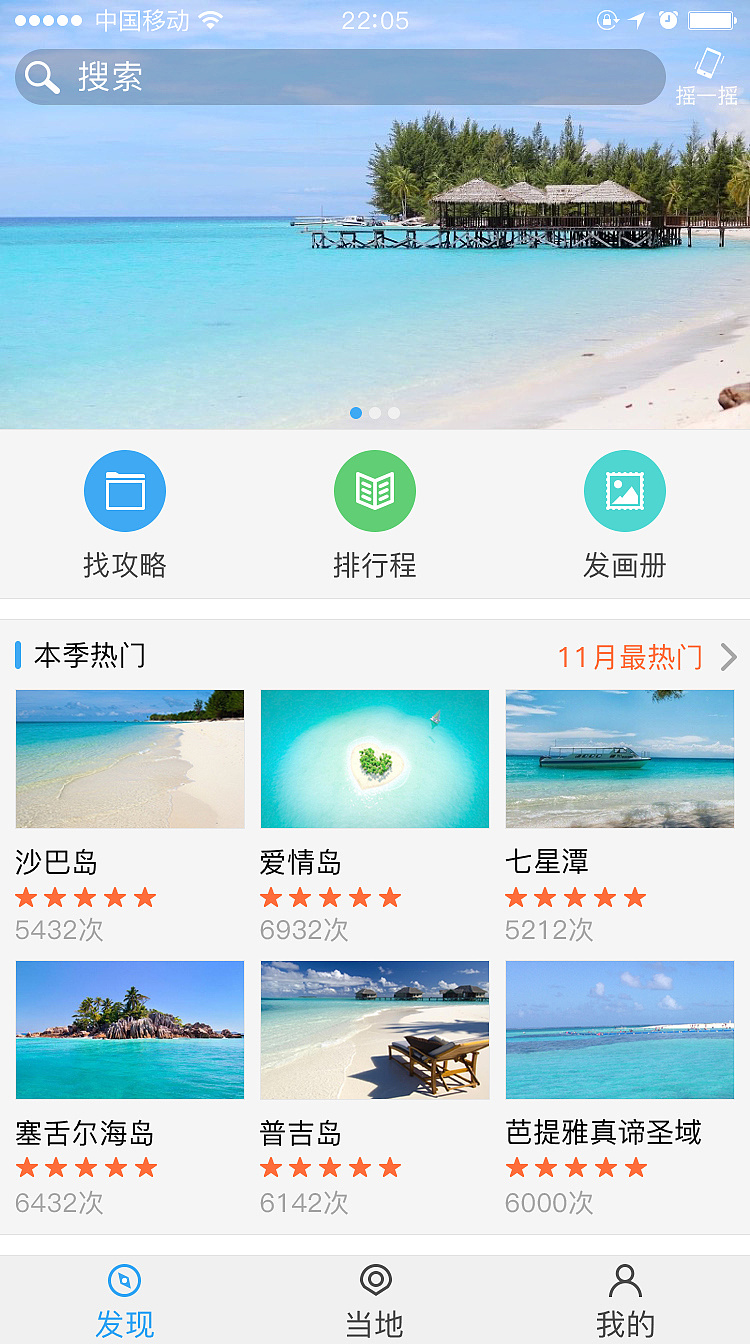 中国移动 22:05
搜索
摇一摇
找攻略 排行程 发画册
本季热门 11月最热门
沙巴岛 爱情岛 七星潭
5432次 6932次 5212次
塞舌尔海岛 普吉岛 芭提雅真谛圣域
6432次 6142次 6000次
发现 当地 我的